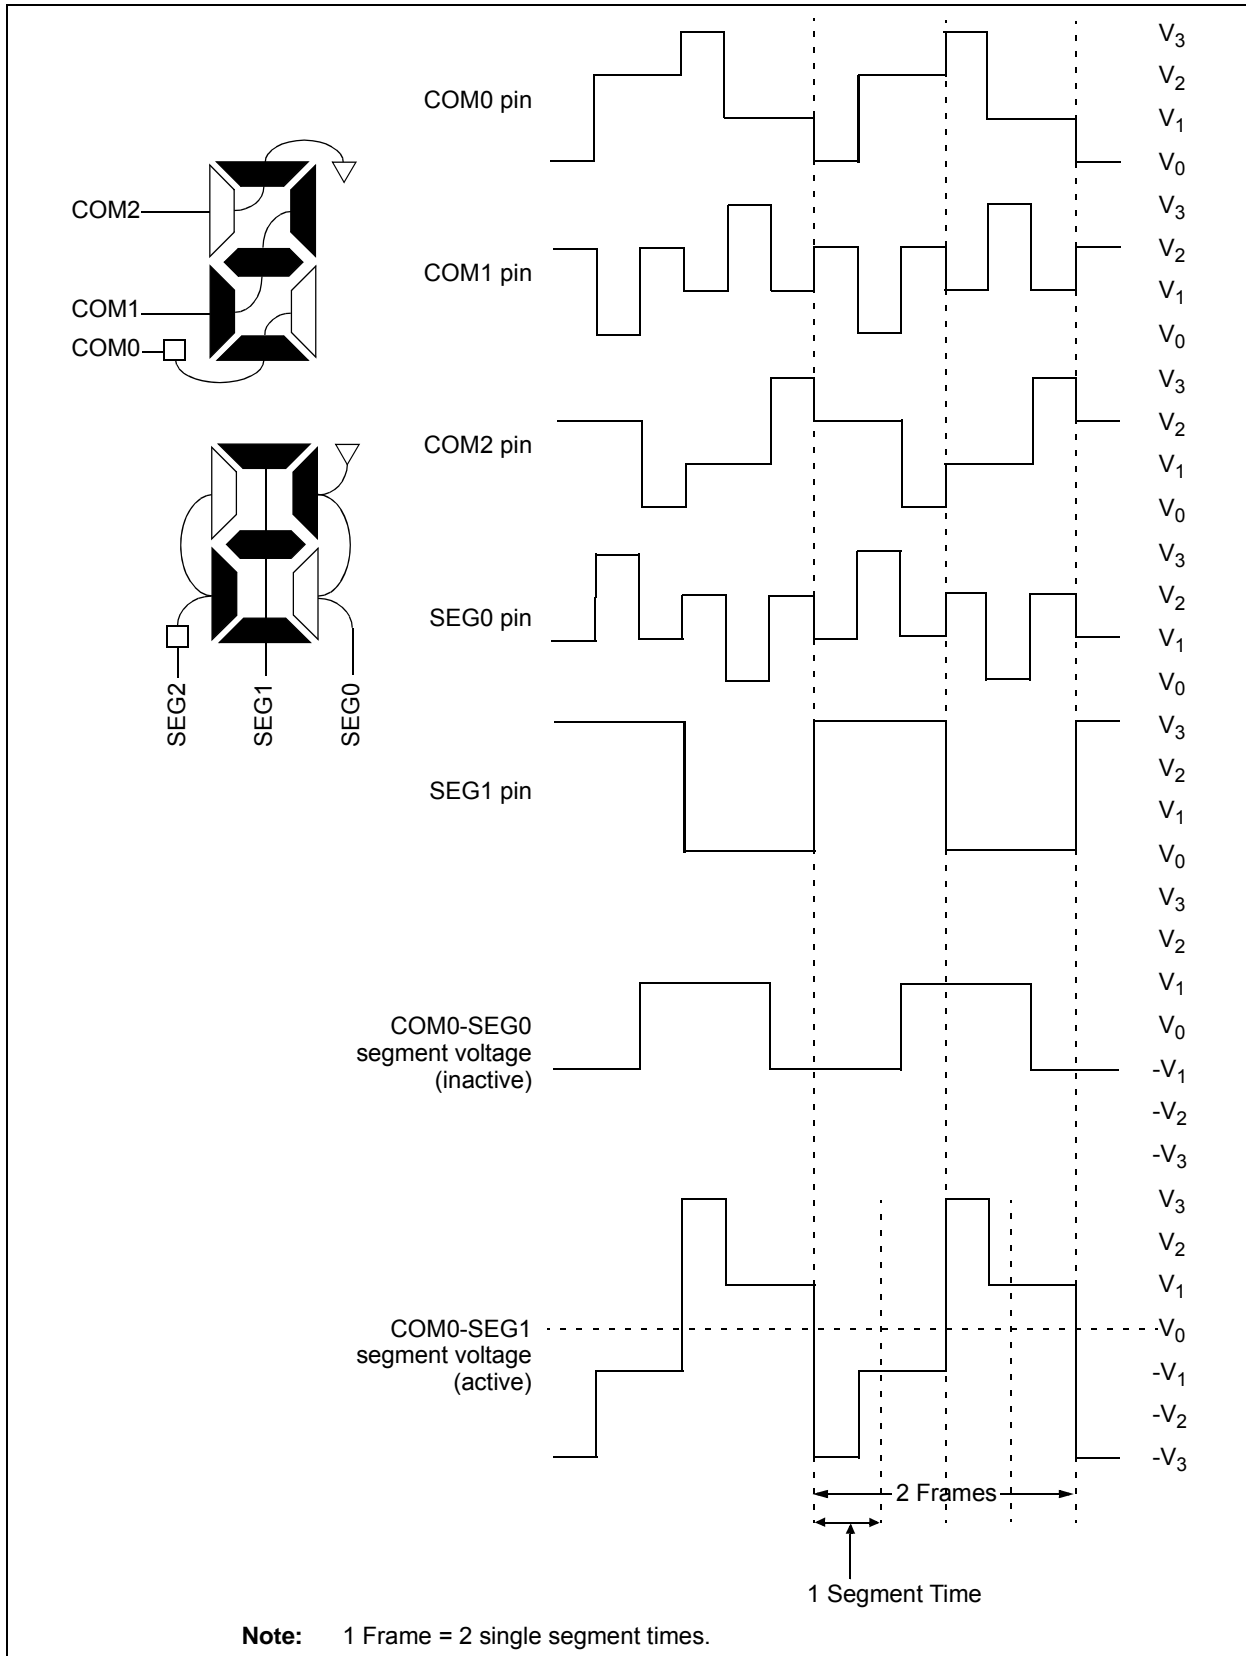 COM2
COM1
COM0
SEG2
SEG1
SEG0
COM0 pin
V3
V2
V1
V0
COM1 pin
V3
V2
V1
V0
COM2 pin
V3
V2
V1
V0
SEG0 pin
V3
V2
V1
V0
SEG1 pin
V3
V2
V1
V0
COM0-SEG0
segment voltage
(inactive)
V3
V2
V1
V0
-V1
-V2
-V3
COM0-SEG1
segment voltage
(active)
V3
V2
V1
V0
-V1
-V2
-V3
2 Frames
1 Segment Time
Note: 1 Frame = 2 single segment times.